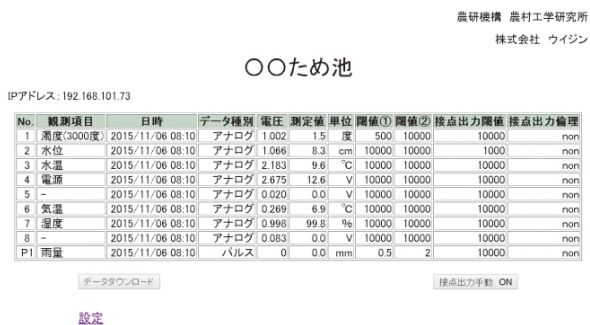 農研機構 農村工学研究所
株式会社 ウイジン
〇〇ため池
IPアドレス : 192.168.101.73
No. 観測項目 日時 データ種別 電圧 測定値 単位 閾値① 閾値② 接点出力閾値 接点出力倫理
1 濁度(3000度) 2015/11/06 08:10 アナログ 1.002 1.5 度 500 10000 10000 non
2 水位 2015/11/06 08:10 アナログ 1.066 8.3 cm 10000 10000 1000 non
3 水温 2015/11/06 08:10 アナログ 2.183 9.6 ℃ 10000 10000 10000 non
4 電源 2015/11/06 08:10 アナログ 2.675 12.6 V 10000 10000 10000 non
5 - 2015/11/06 08:10 アナログ 0.020 0.0 V 10000 10000 10000 non
6 気温 2015/11/06 08:10 アナログ 0.269 6.9 ℃ 10000 10000 10000 non
7 湿度 2015/11/06 08:10 アナログ 0.998 99.8 % 10000 10000 10000 non
8 - 2015/11/06 08:10 アナログ 0.083 0.0 V 10000 10000 10000 non
P1 雨量 2015/11/06 08:10 パルス 0 0.0 mm 0.5 2 10000 non
データダウンロード 接点出力手動 ON
設定